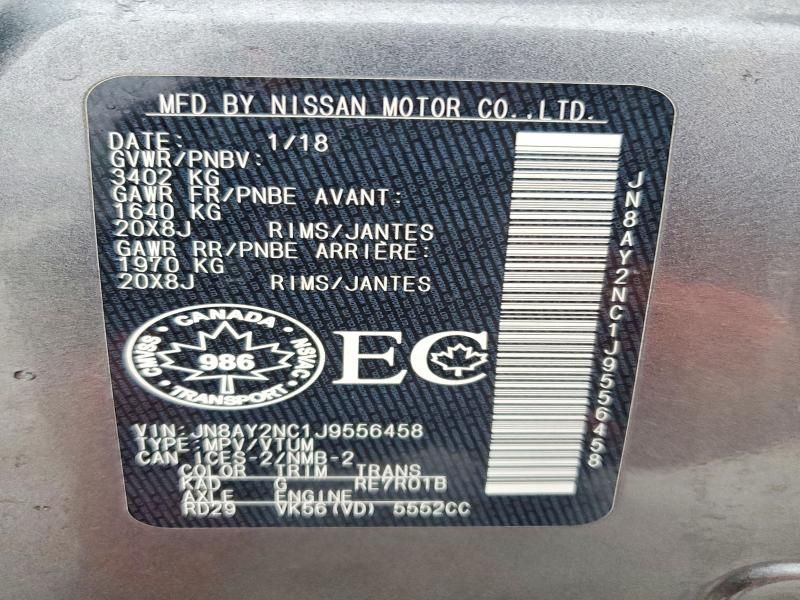 MFD BY NISSAN MOTOR CO.,LTD.
DATE: 1/18
GVWR/PNBV:
3402 KG
GAWR FR/PNBE AVANT:
1640 KG
20X8J RIMS/JANTES
GAWR RR/PNBE ARRIÈRE:
1970 KG
20X8J RIMS/JANTES
CANADA
CMVSS 986 NSVAC
TRANSPORT
EC
VIN: JN8AY2NC1J9556458
TYPE:MPV/VTUM
CAN ICES-2/NMB-2
COLOR TRIM TRANS
KAD G RE7R01B
AXLE ENGINE
RD29 VK56(VD) 5552CC
JN8AY2NC1J9556458